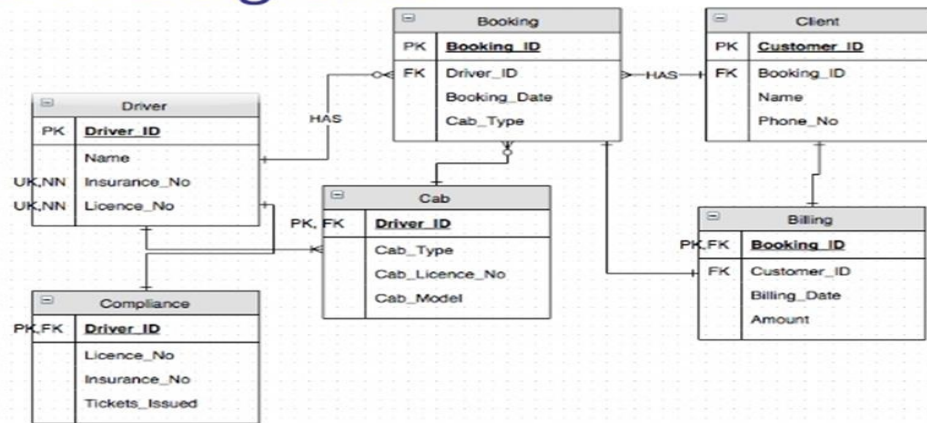 Booking
PK Booking_ID
FK Driver_ID
Booking_Date
Cab_Type
Client
PK Customer_ID
FK Booking_ID
Name
Phone_No
HAS
HAS
Driver
PK Driver_ID
Name
UK,NN Insurance_No
UK,NN Licence_No
Cab
PK, FK Driver_ID
Cab_Type
Cab_Licence_No
Cab_Model
Billing
PK,FK Booking_ID
FK Customer_ID
Billing_Date
Amount
Compliance
PK,FK Driver_ID
Licence_No
Insurance_No
Tickets_Issued